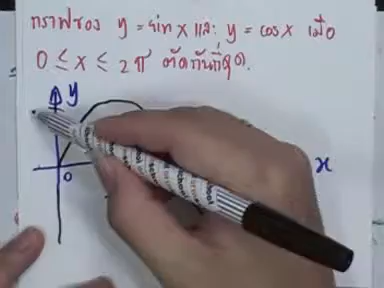 กราฟของ y = sin x และ y = cos x เมื่อ
0 ≤ x ≤ 2π ตัดกันกี่จุด
y
0
x
school